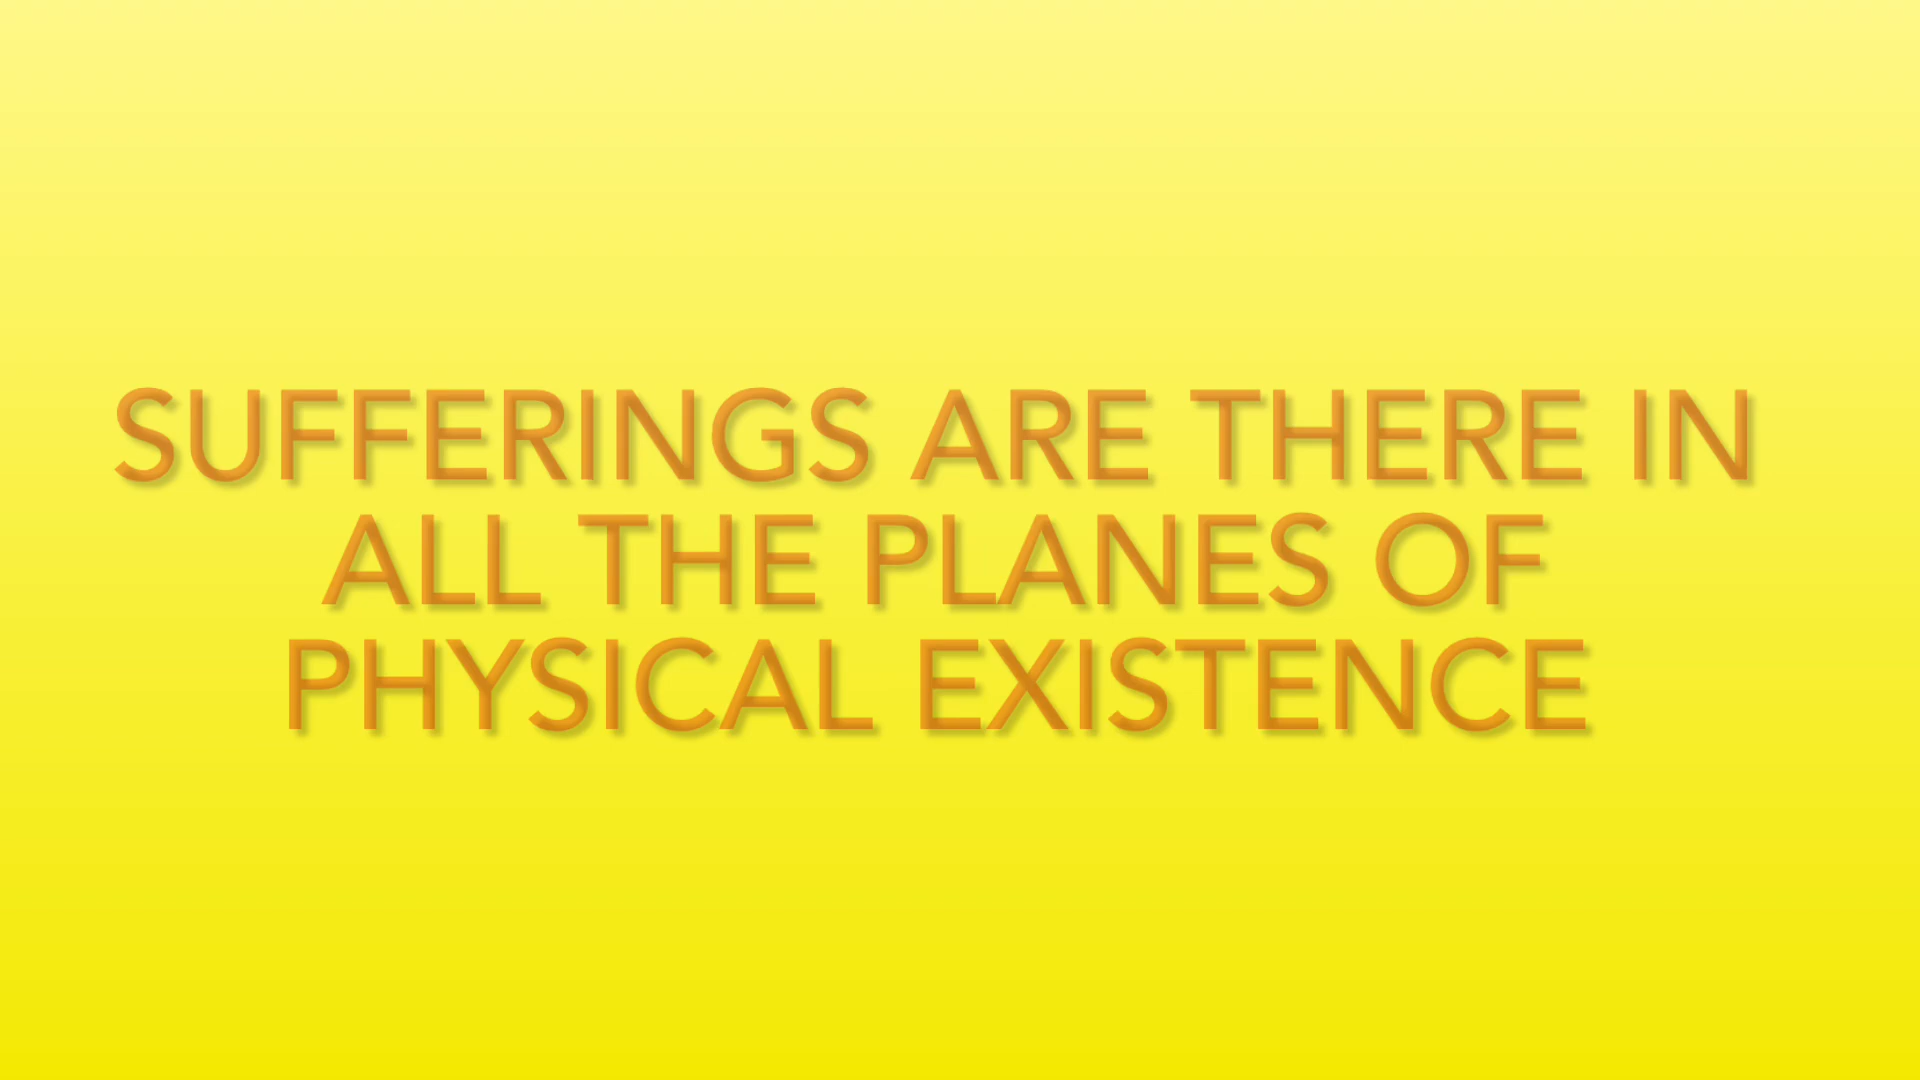 SUFFERINGS ARE THERE IN
ALL THE PLANES OF
PHYSICAL EXISTENCE